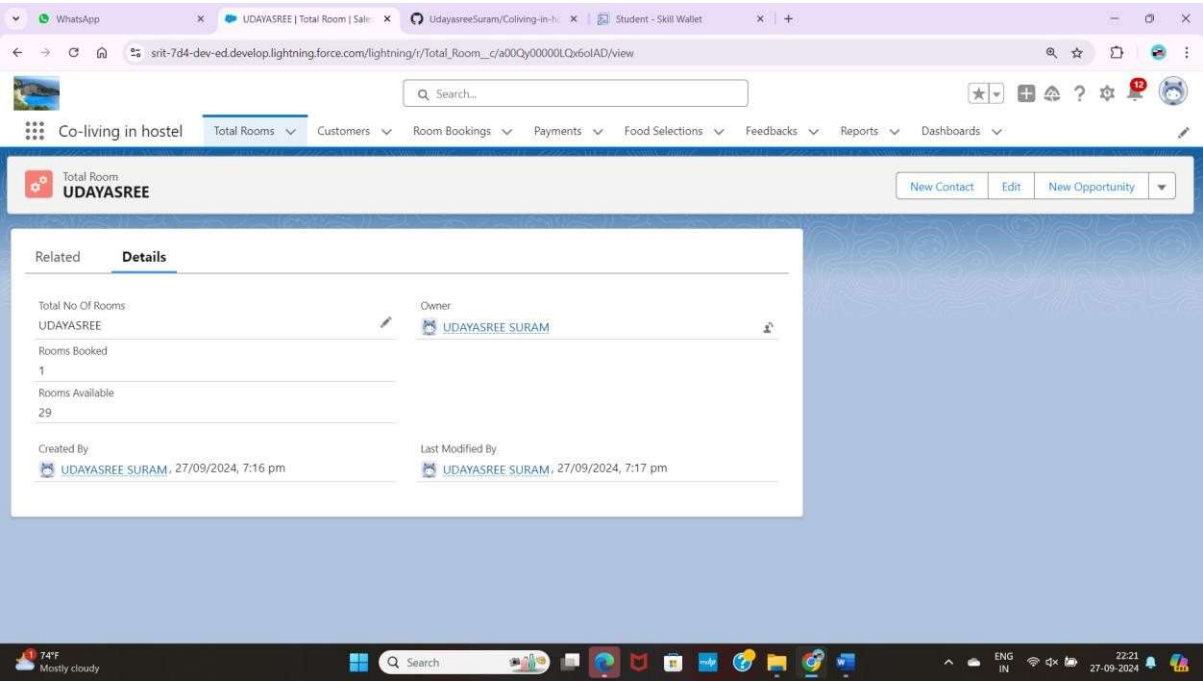 WhatsApp
UDAYASREE | Total Room | Sale
UdayasreeSuram/Coliving-in-h
Student - Skill Wallet
srit-7d4-dev-ed.develop.lightning.force.com/lightning/r/Total_Room__c/a00Qy00000LQx6oIAD/view
Search...
12
Co-living in hostel Total Rooms Customers Room Bookings Payments Food Selections Feedbacks Reports Dashboards
Total Room
UDAYASREE
New Contact Edit New Opportunity
Related Details
Total No Of Rooms Owner
UDAYASREE UDAYASREE SURAM
Rooms Booked
1
Rooms Available
29
Created By Last Modified By
UDAYASREE SURAM, 27/09/2024, 7:16 pm UDAYASREE SURAM, 27/09/2024, 7:17 pm
1 74°F
Mostly cloudy
Search
ENG
IN
22:21
27-09-2024